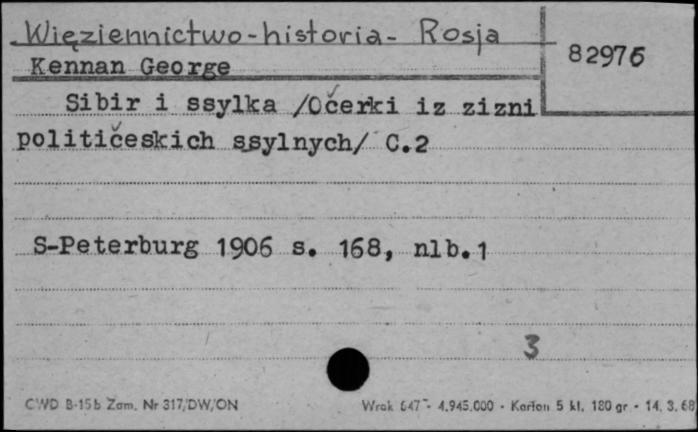 Więziennictwo-historia- Rosja
82976
Kennan George
Sibir i ssylka /Očerki iz zizni
političeskich ssylnych/ C.2
S-Peterburg 1906 s. 168, nlb.1
3
CWD B-15b Zam. Nr 317/DW/ON
Wrak 647 - 4.945.000 - Karton 5 kl. 180 gr - 14. 3. 68